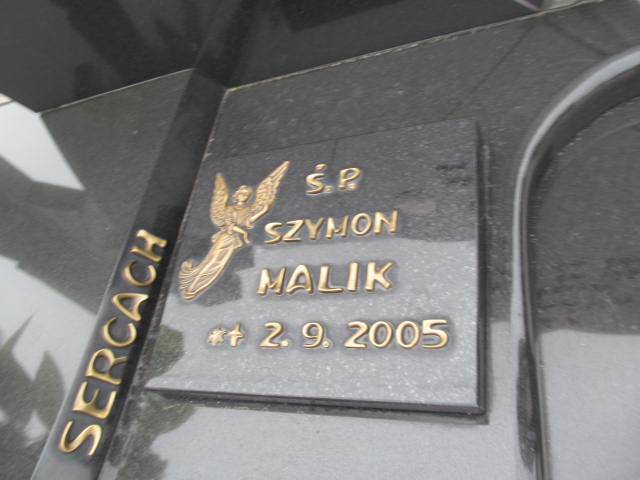 Ś.P.
SZYMON
MALIK
*+ 2.9.2005
SERCACH